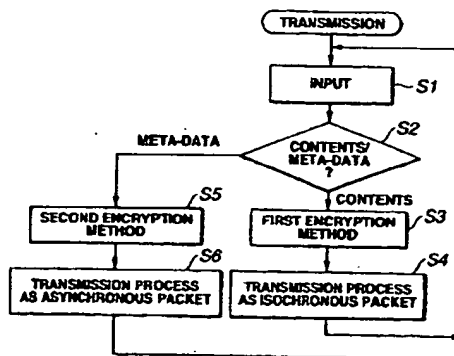 TRANSMISSION
INPUT
S1
S2
CONTENTS/
META-DATA
?
META-DATA
CONTENTS
S5
SECOND ENCRYPTION
METHOD
S3
FIRST ENCRYPTION
METHOD
S6
TRANSMISSION PROCESS
AS ASYNCHRONOUS PACKET
S4
TRANSMISSION PROCESS
AS ISOCHRONOUS PACKET